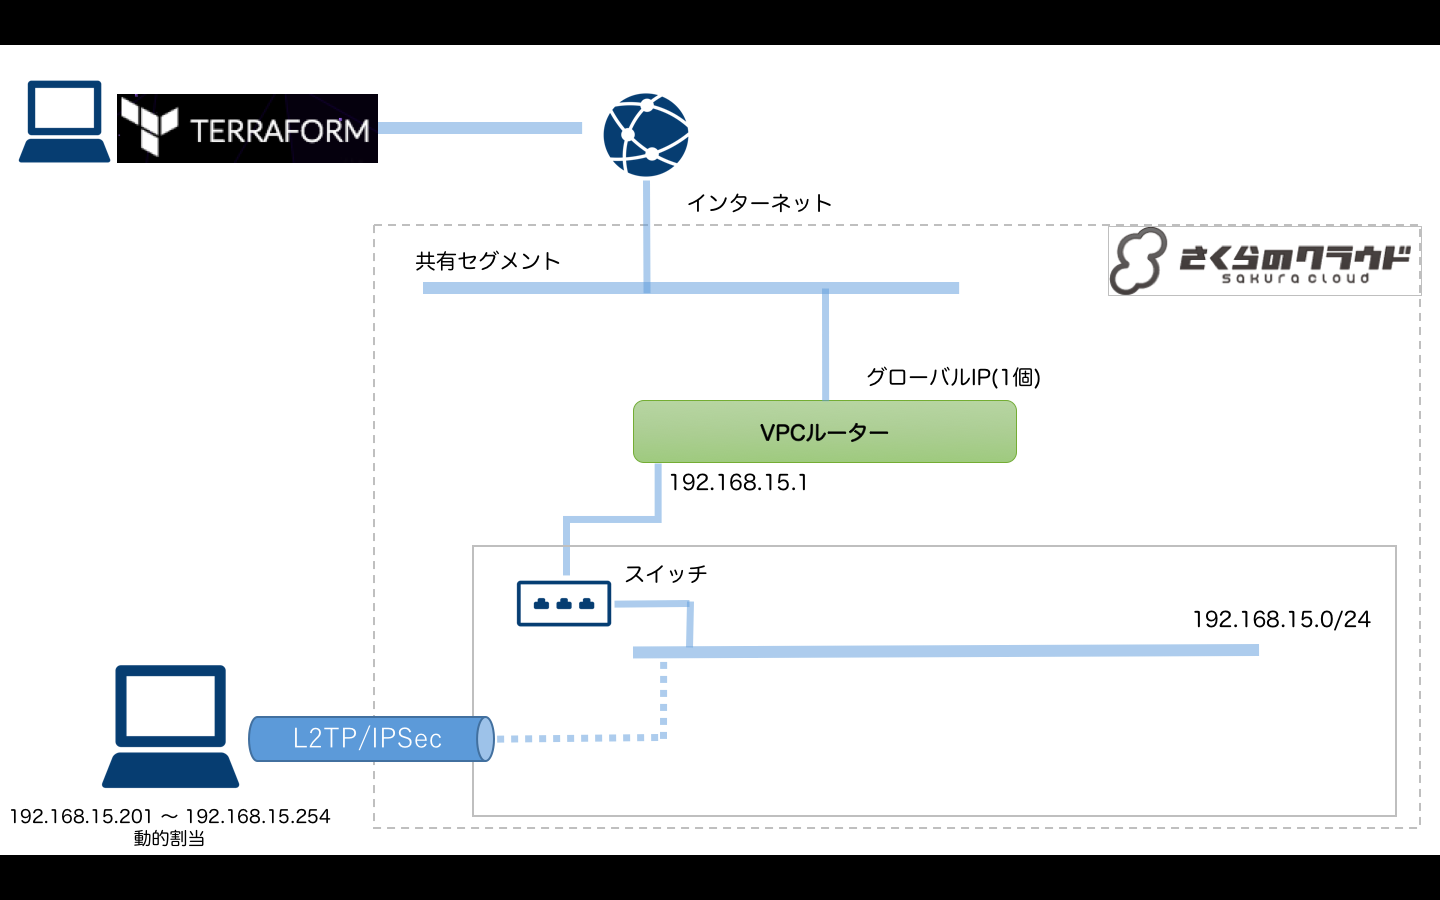 TERRAFORM
インターネット
共有セグメント
さくらのクラウド
sakura cloud
グローバルIP(1個)
VPCルーター
192.168.15.1
スイッチ
192.168.15.0/24
L2TP/IPSec
192.168.15.201 ～ 192.168.15.254
動的割当